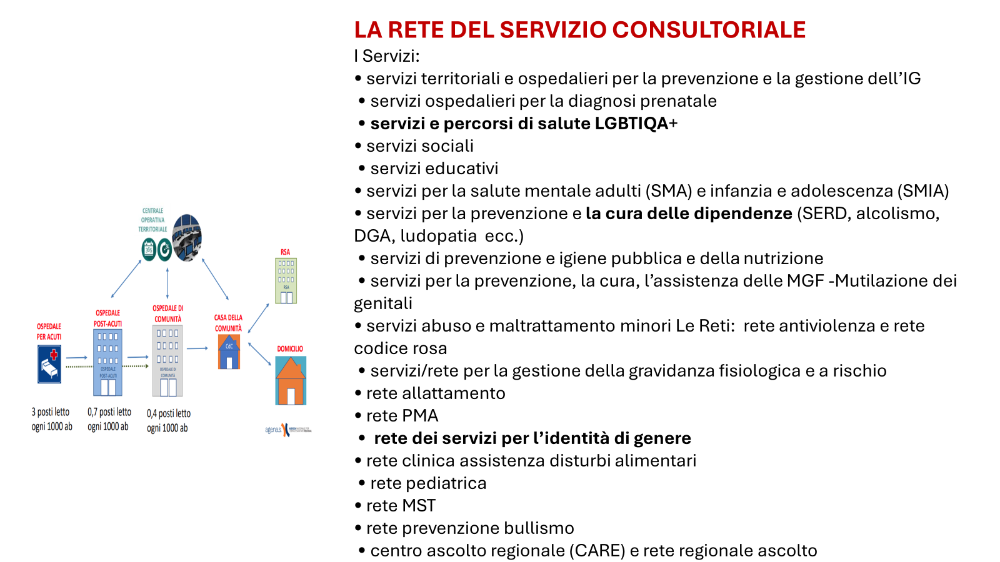 LA RETE DEL SERVIZIO CONSULTORIALE
I Servizi:
• servizi territoriali e ospedalieri per la prevenzione e la gestione dell’IG
• servizi ospedalieri per la diagnosi prenatale
• servizi e percorsi di salute LGBTIQA+
• servizi sociali
• servizi educativi
• servizi per la salute mentale adulti (SMA) e infanzia e adolescenza (SMIA)
• servizi per la prevenzione e la cura delle dipendenze (SERD, alcolismo,
DGA, ludopatia ecc.)
• servizi di prevenzione e igiene pubblica e della nutrizione
• servizi per la prevenzione, la cura, l’assistenza delle MGF -Mutilazione dei
genitali
• servizi abuso e maltrattamento minori Le Reti: rete antiviolenza e rete
codice rosa
• servizi/rete per la gestione della gravidanza fisiologica e a rischio
• rete allattamento
• rete PMA
• rete dei servizi per l’identità di genere
• rete clinica assistenza disturbi alimentari
• rete pediatrica
• rete MST
• rete prevenzione bullismo
• centro ascolto regionale (CARE) e rete regionale ascolto
CENTRALE
OPERATIVA
TERRITORIALE
365
RSA
RSA
OSPEDALE
PER ACUTI
OSPEDALE
POST-ACUTI
OSPEDALE
POST-ACUTI
OSPEDALE DI
COMUNITÀ
OSPEDALE DI
COMUNITÀ
CASA DELLA
COMUNITÀ
CdC
DOMICILIO
3 posti letto
ogni 1000 ab
0,7 posti letto
ogni 1000 ab
0,4 posti letto
ogni 1000 ab
agenas